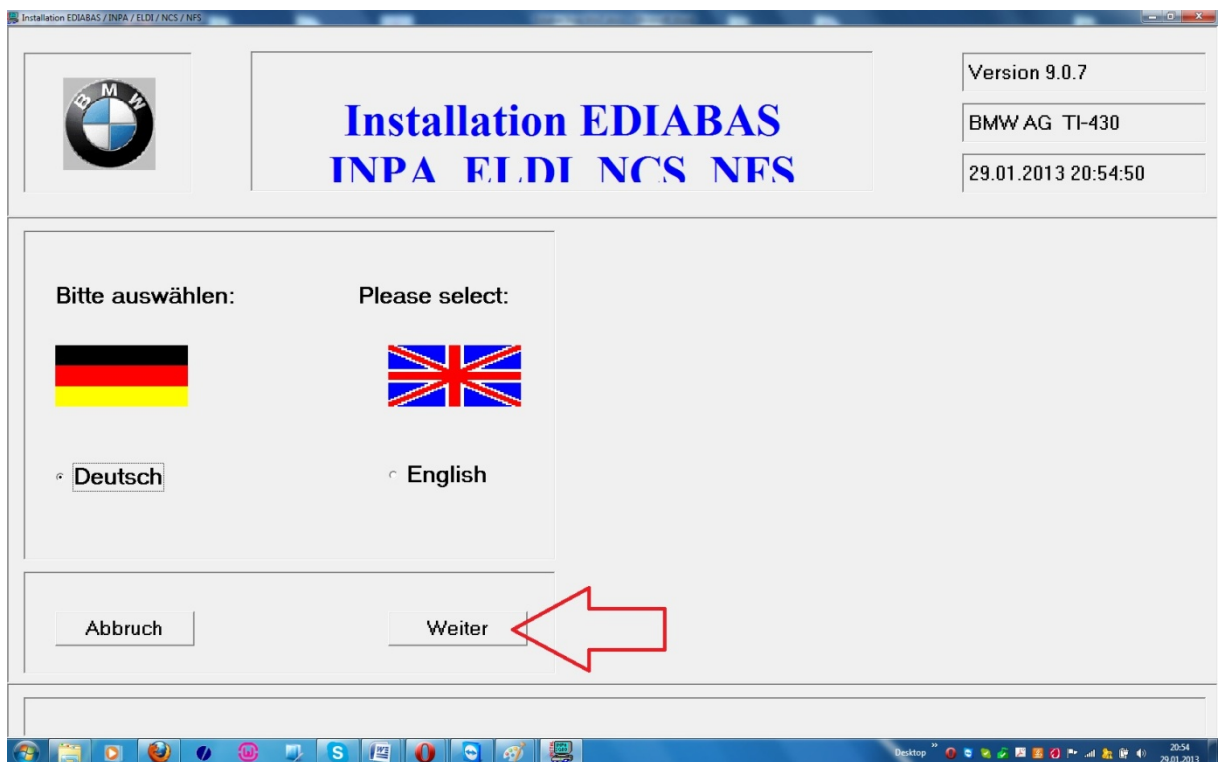 Installation EDIABAS / INPA / ELDI / NCS / NFS
BMW
Installation EDIABAS
INPA ELDI NCS NFS
Version 9.0.7
BMW AG TI-430
29.01.2013 20:54:50
Bitte auswählen:
Please select:
Deutsch
English
Abbruch
Weiter
Desktop
20:54
29.01.2013